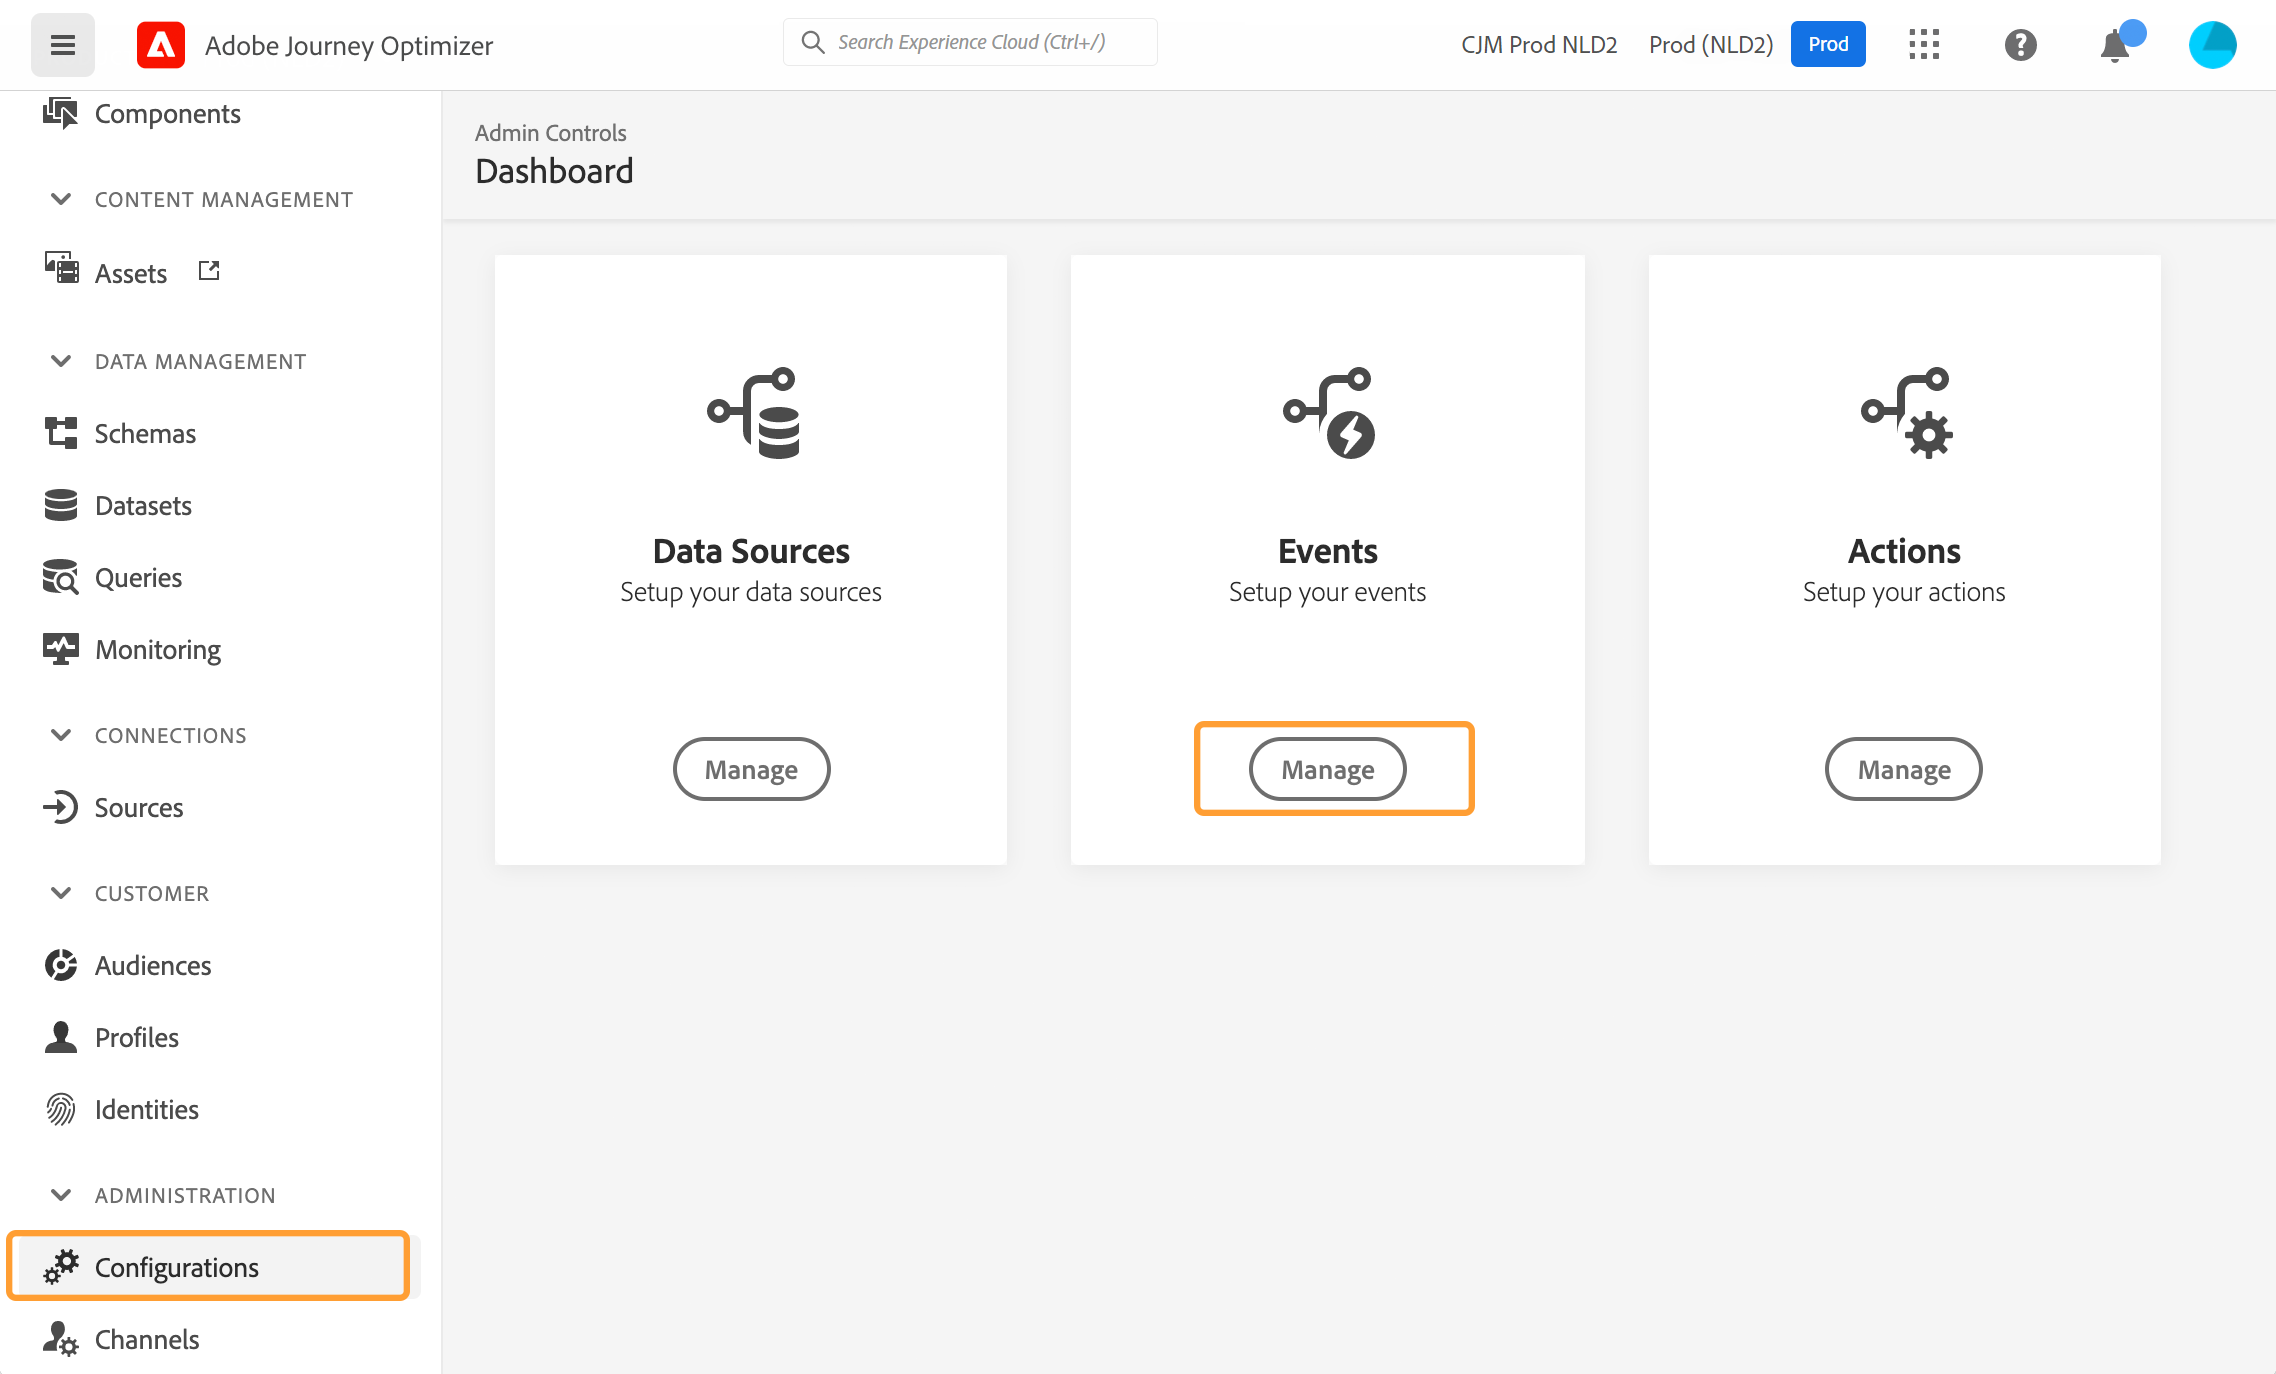 Adobe Journey Optimizer
Search Experience Cloud (Ctrl+/)
CJM Prod NLD2
Prod (NLD2)
Prod
Components
CONTENT MANAGEMENT
Assets
DATA MANAGEMENT
Schemas
Datasets
Queries
Monitoring
CONNECTIONS
Sources
CUSTOMER
Audiences
Profiles
Identities
ADMINISTRATION
Configurations
Channels
Admin Controls
Dashboard
Data Sources
Setup your data sources
Manage
Events
Setup your events
Manage
Actions
Setup your actions
Manage